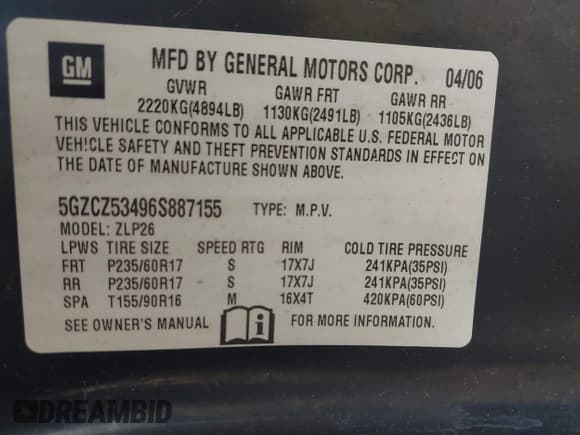 GM
MFD BY GENERAL MOTORS CORP. 04/06
GVWR GAWR FRT GAWR RR
2220KG(4894LB) 1130KG(2491LB) 1105KG(2436LB)
THIS VEHICLE CONFORMS TO ALL APPLICABLE U.S. FEDERAL MOTOR
VEHICLE SAFETY AND THEFT PREVENTION STANDARDS IN EFFECT ON
THE DATE OF MANUFACTURE SHOWN ABOVE.
5GZCZ53496S887155 TYPE: M.P.V.
MODEL: ZLP26
LPWS TIRE SIZE SPEED RTG RIM COLD TIRE PRESSURE
FRT P235/60R17 S 17X7J 241KPA(35PSI)
RR P235/60R17 S 17X7J 241KPA(35PSI)
SPA T155/90R16 M 16X4T 420KPA(60PSI)
SEE OWNER'S MANUAL i FOR MORE INFORMATION.
DREAMBID